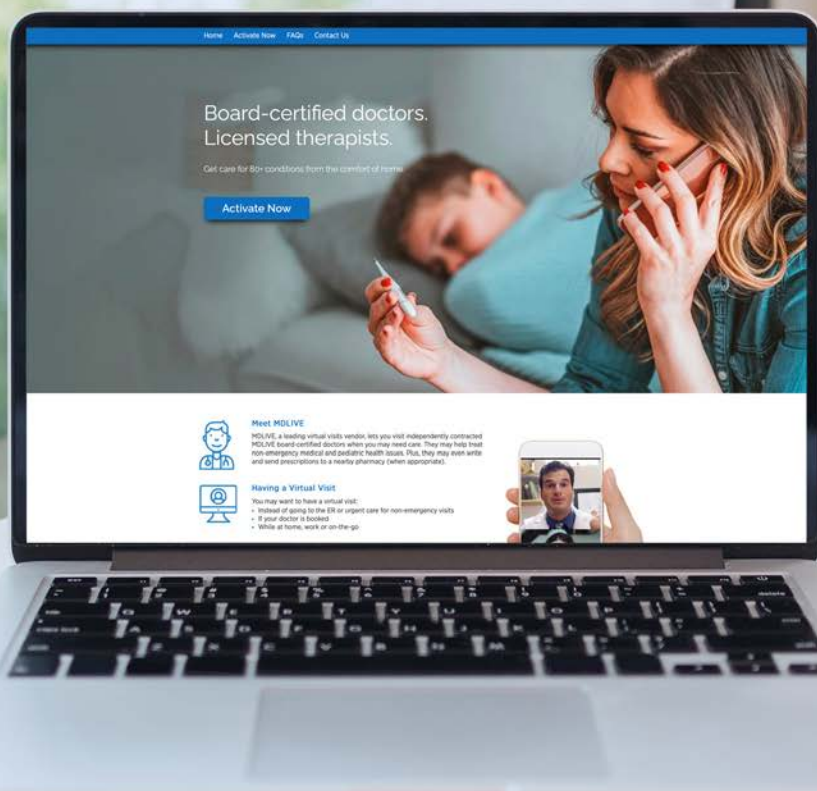 Home Activate Now FAQs Contact Us
Board-certified doctors.
Licensed therapists.
Get care for 80+ conditions from the comfort of home.
Activate Now
Meet MDLIVE
MDLIVE, a leading virtual visits vendor, lets you visit independently contracted
MDLIVE board-certified doctors when you may need care. They may help treat
non-emergency medical and pediatric health issues. Plus, they may even write
and send prescriptions to a nearby pharmacy (when appropriate).
Having a Virtual Visit
You may want to have a virtual visit:
• Instead of going to the ER or urgent care for non-emergency visits
• If your doctor is booked
• While at home, work or on-the-go
delete